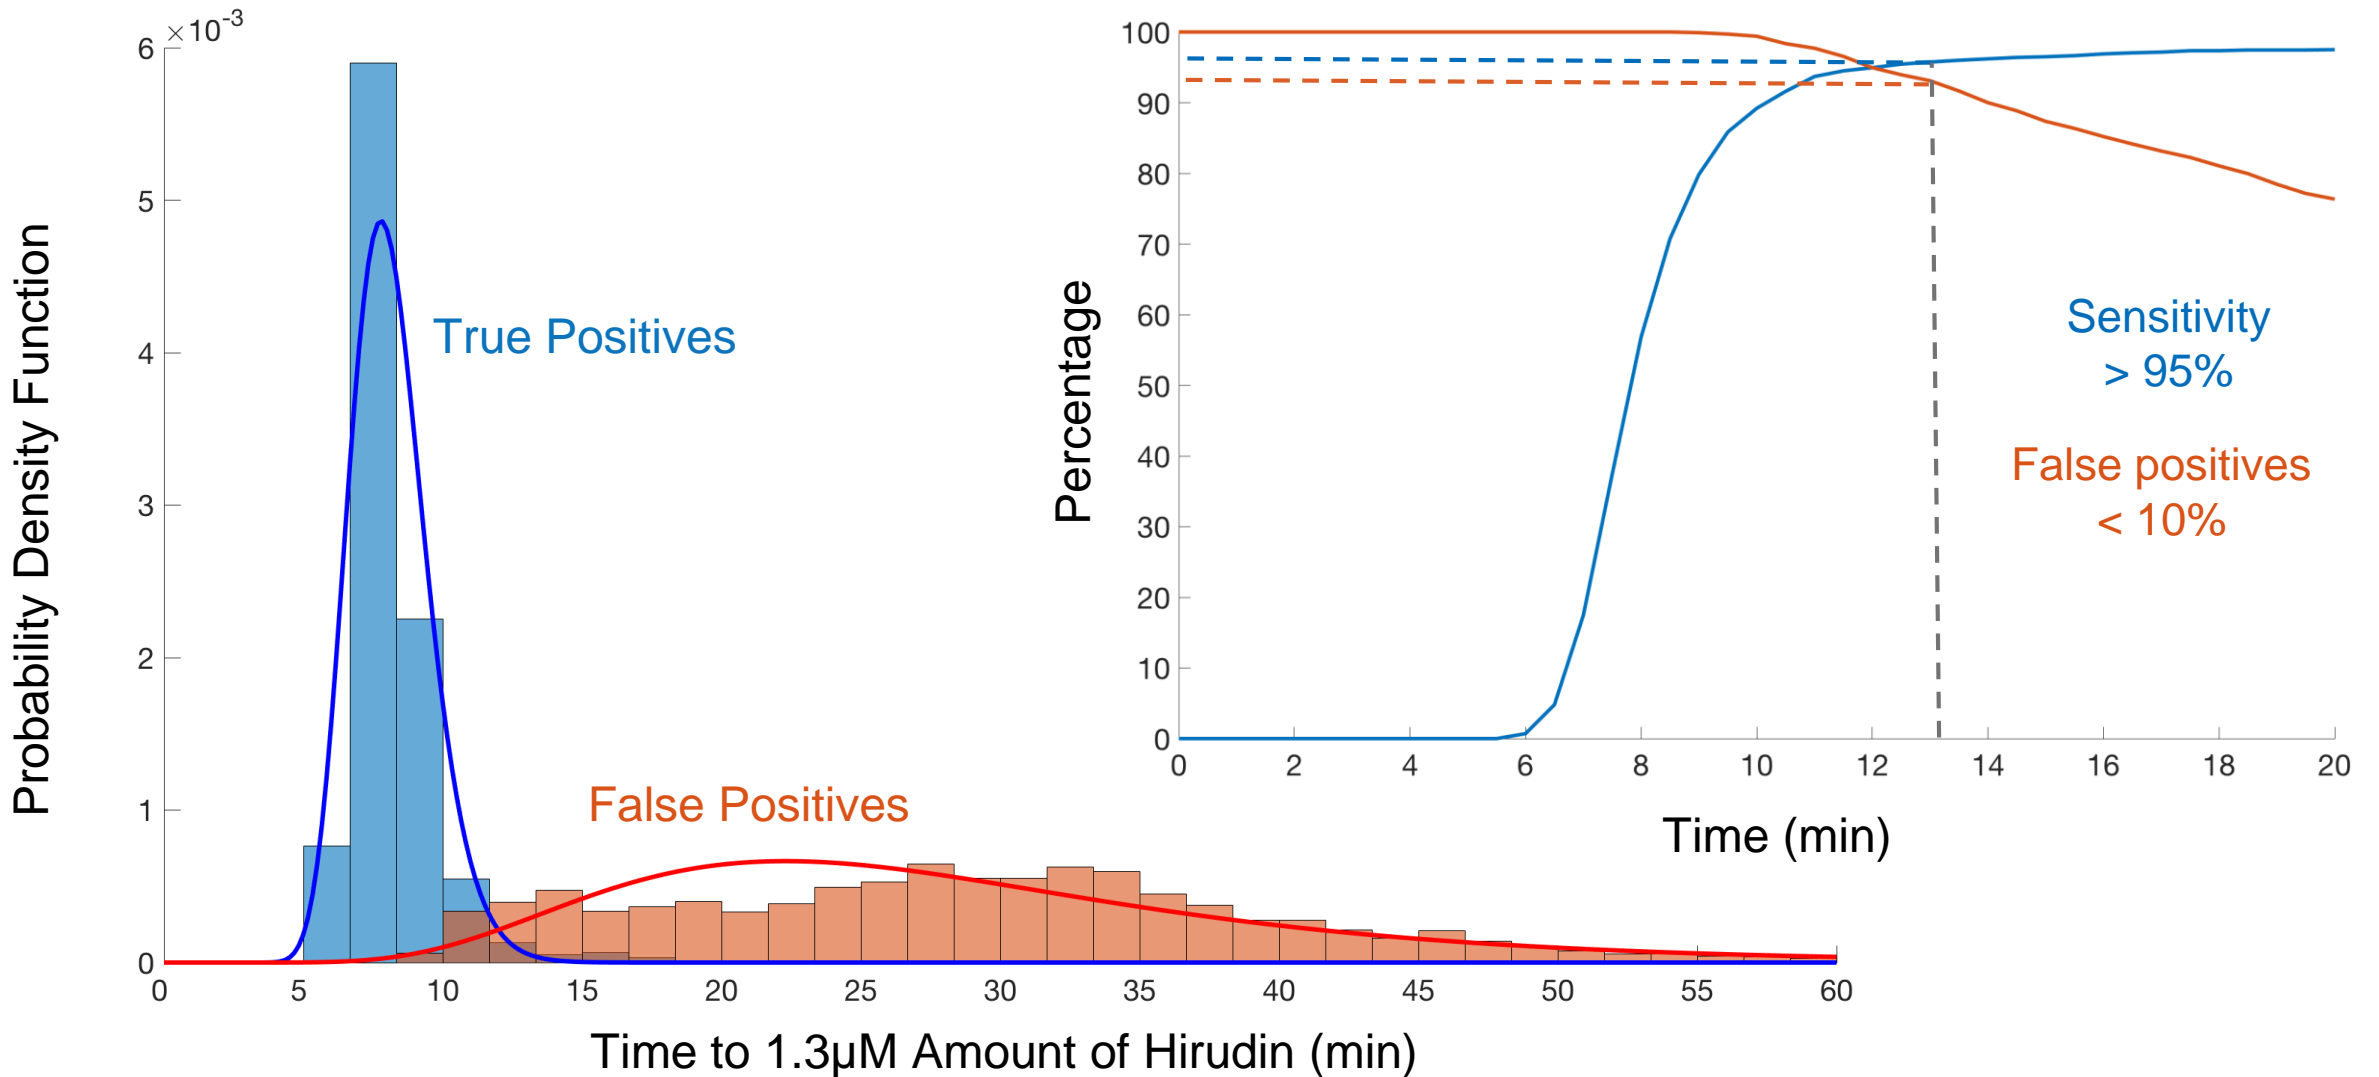 ×10-3
6
5
4
3
2
1
0
Probability Density Function
True Positives
False Positives
0 5 10 15 20 25 30 35 40 45 50 55 60
Time to 1.3μM Amount of Hirudin (min)
100
90
80
70
60
50
40
30
20
10
0
Percentage
Sensitivity
> 95%
False positives
< 10%
0 2 4 6 8 10 12 14 16 18 20
Time (min)